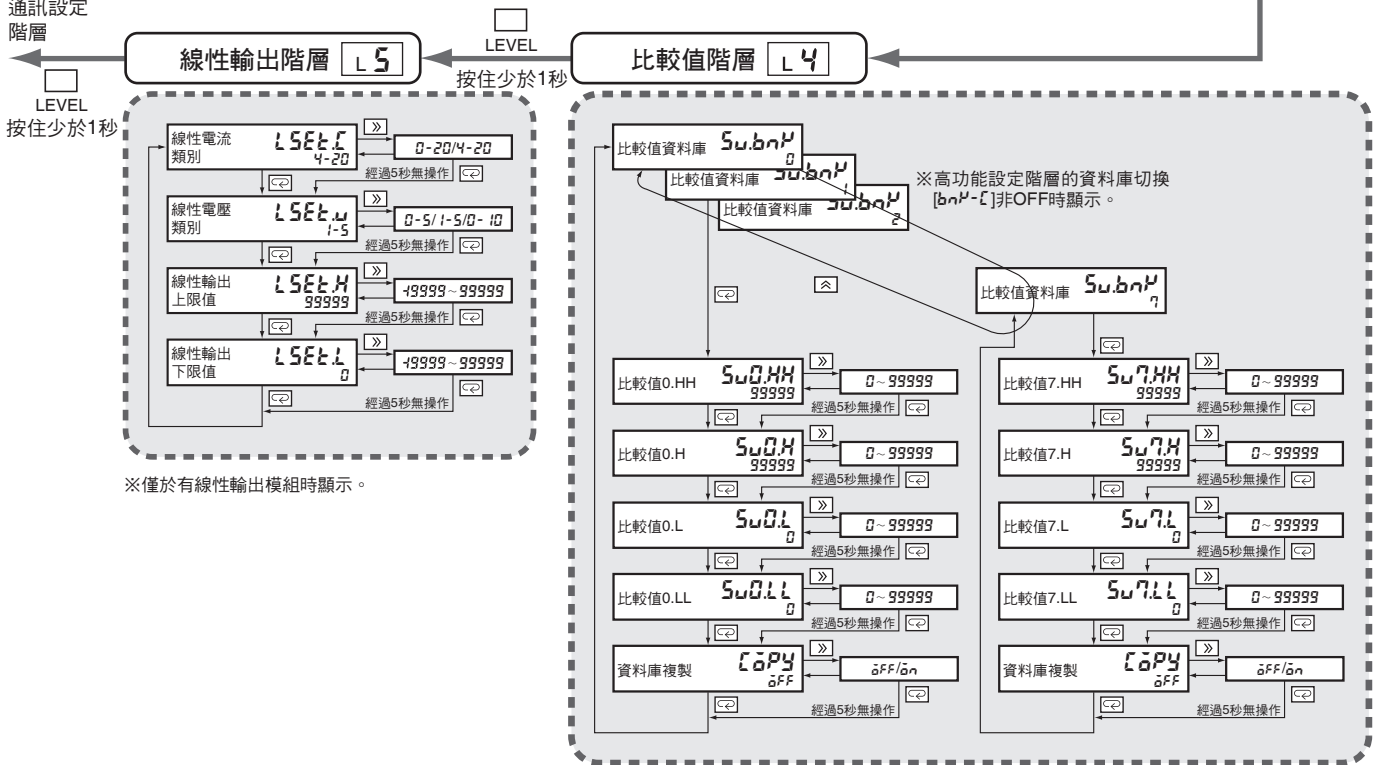 通訊設定
階層
LEVEL
按住少於1秒
線性輸出階層 L 5
LEVEL
按住少於1秒
比較值階層 L 4
線性電流
類別
LSEt.C
4-20
0-20/4-20
經過5秒無操作
線性電壓
類別
LSEt.u
1-5
0-5/1-5/0-10
經過5秒無操作
線性輸出
上限值
LSEt.H
99999
-19999~99999
經過5秒無操作
線性輸出
下限值
LSEt.L
0
-19999~99999
經過5秒無操作
※僅於有線性輸出模組時顯示。
比較值資料庫 Su.bnK
0
比較值資料庫 Su.bnK
1
比較值資料庫 Su.bnK
2
※高功能設定階層的資料庫切換
[bnK-C]非OFF時顯示。
比較值資料庫 Su.bnK
7
比較值0.HH Su0.HH
99999
0~99999
經過5秒無操作
比較值0.H Su0.H
99999
0~99999
經過5秒無操作
比較值0.L Su0.L
0
0~99999
經過5秒無操作
比較值0.LL Su0.LL
0
0~99999
經過5秒無操作
資料庫複製 CoPY
oFF
oFF/on
經過5秒無操作
比較值7.HH Su7.HH
99999
0~99999
經過5秒無操作
比較值7.H Su7.H
99999
0~99999
經過5秒無操作
比較值7.L Su7.L
0
0~99999
經過5秒無操作
比較值7.LL Su7.LL
0
0~99999
經過5秒無操作
資料庫複製 CoPY
oFF
oFF/on
經過5秒無操作